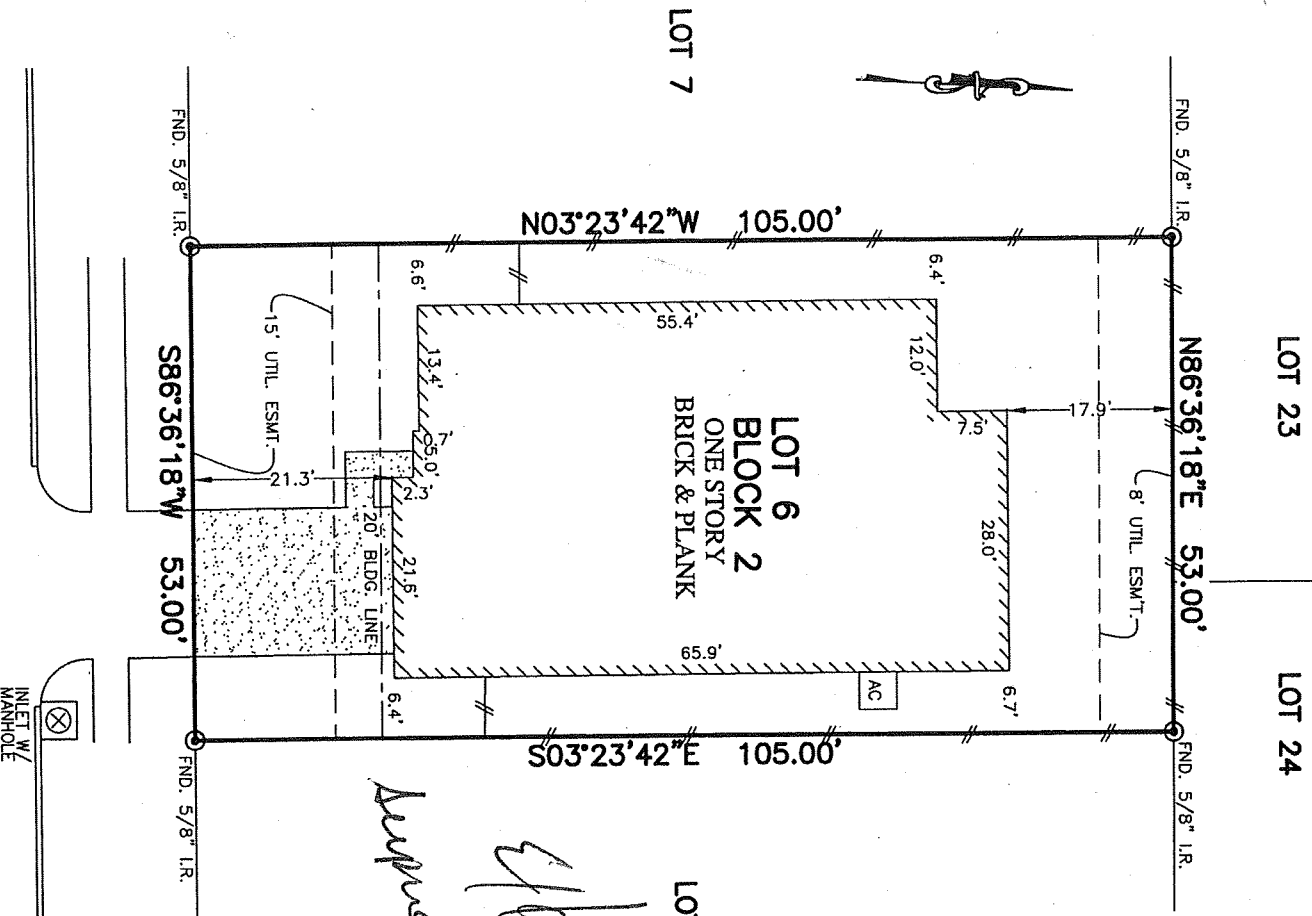 LOT 23
LOT 24
FND. 5/8" I.R.
N86°36'18"E 53.00'
FND. 5/8" I.R.
8' UTIL. ESM'T.
17.9'
6.4'
12.0'
7.5'
28.0'
6.7'
AC
LOT 7
N03°23'42"W 105.00'
55.4'
LOT 6
BLOCK 2
ONE STORY
BRICK & PLANK
65.9'
S03°23'42"E 105.00'
6.6'
13.4'
0.7'
5.0'
2.3'
21.6'
6.4'
20' BLDG. LINE
21.3'
15' UTIL. ESMT.
FND. 5/8" I.R.
S86°36'18"W 53.00'
FND. 5/8" I.R.
INLET W/
MANHOLE